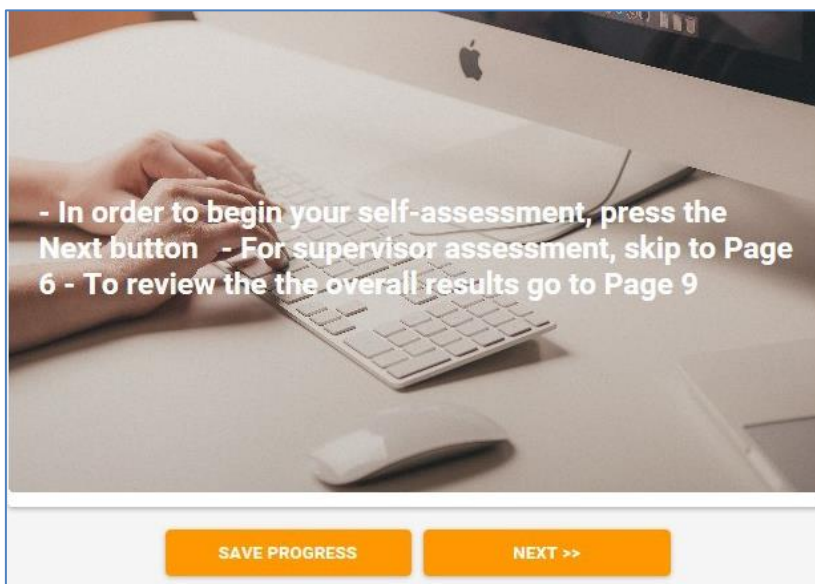 - In order to begin your self-assessment, press the
Next button - For supervisor assessment, skip to Page
6 - To review the the overall results go to Page 9
SAVE PROGRESS
NEXT >>